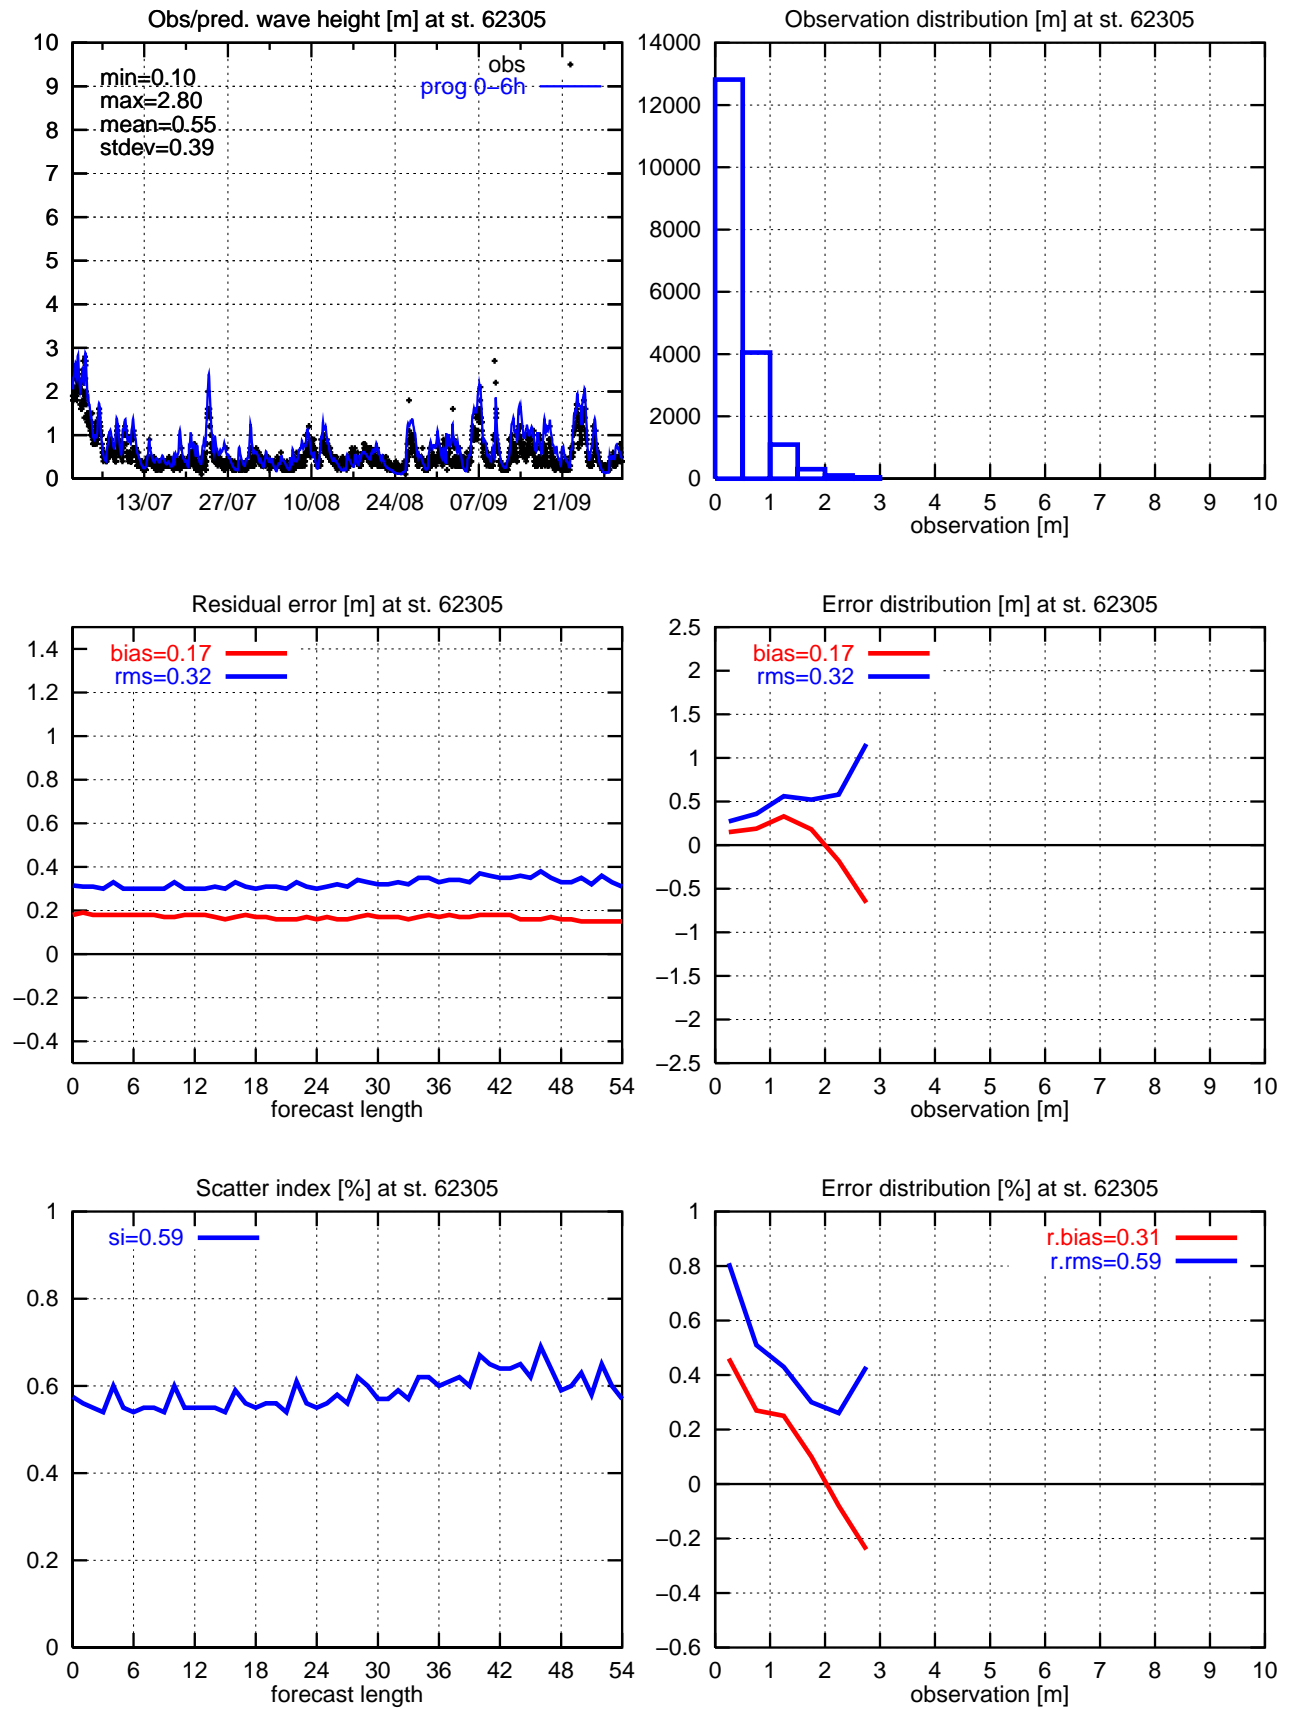 Obs/pred. wave height [m] at st. 62305
10
9
8
7
6
5
4
3
2
1
0
min=0.10
max=2.80
mean=0.55
stdev=0.39
obs
prog 0–6h
13/07 27/07 10/08 24/08 07/09 21/09
Observation distribution [m] at st. 62305
14000
12000
10000
8000
6000
4000
2000
0
0 1 2 3 4 5 6 7 8 9 10
observation [m]
Residual error [m] at st. 62305
bias=0.17
rms=0.32
1.4
1.2
1
0.8
0.6
0.4
0.2
0
–0.2
–0.4
0 6 12 18 24 30 36 42 48 54
forecast length
Error distribution [m] at st. 62305
bias=0.17
rms=0.32
2.5
2
1.5
1
0.5
0
–0.5
–1
–1.5
–2
–2.5
0 1 2 3 4 5 6 7 8 9 10
observation [m]
Scatter index [%] at st. 62305
si=0.59
1
0.8
0.6
0.4
0.2
0
0 6 12 18 24 30 36 42 48 54
forecast length
Error distribution [%] at st. 62305
r.bias=0.31
r.rms=0.59
1
0.8
0.6
0.4
0.2
0
–0.2
–0.4
–0.6
0 1 2 3 4 5 6 7 8 9 10
observation [m]